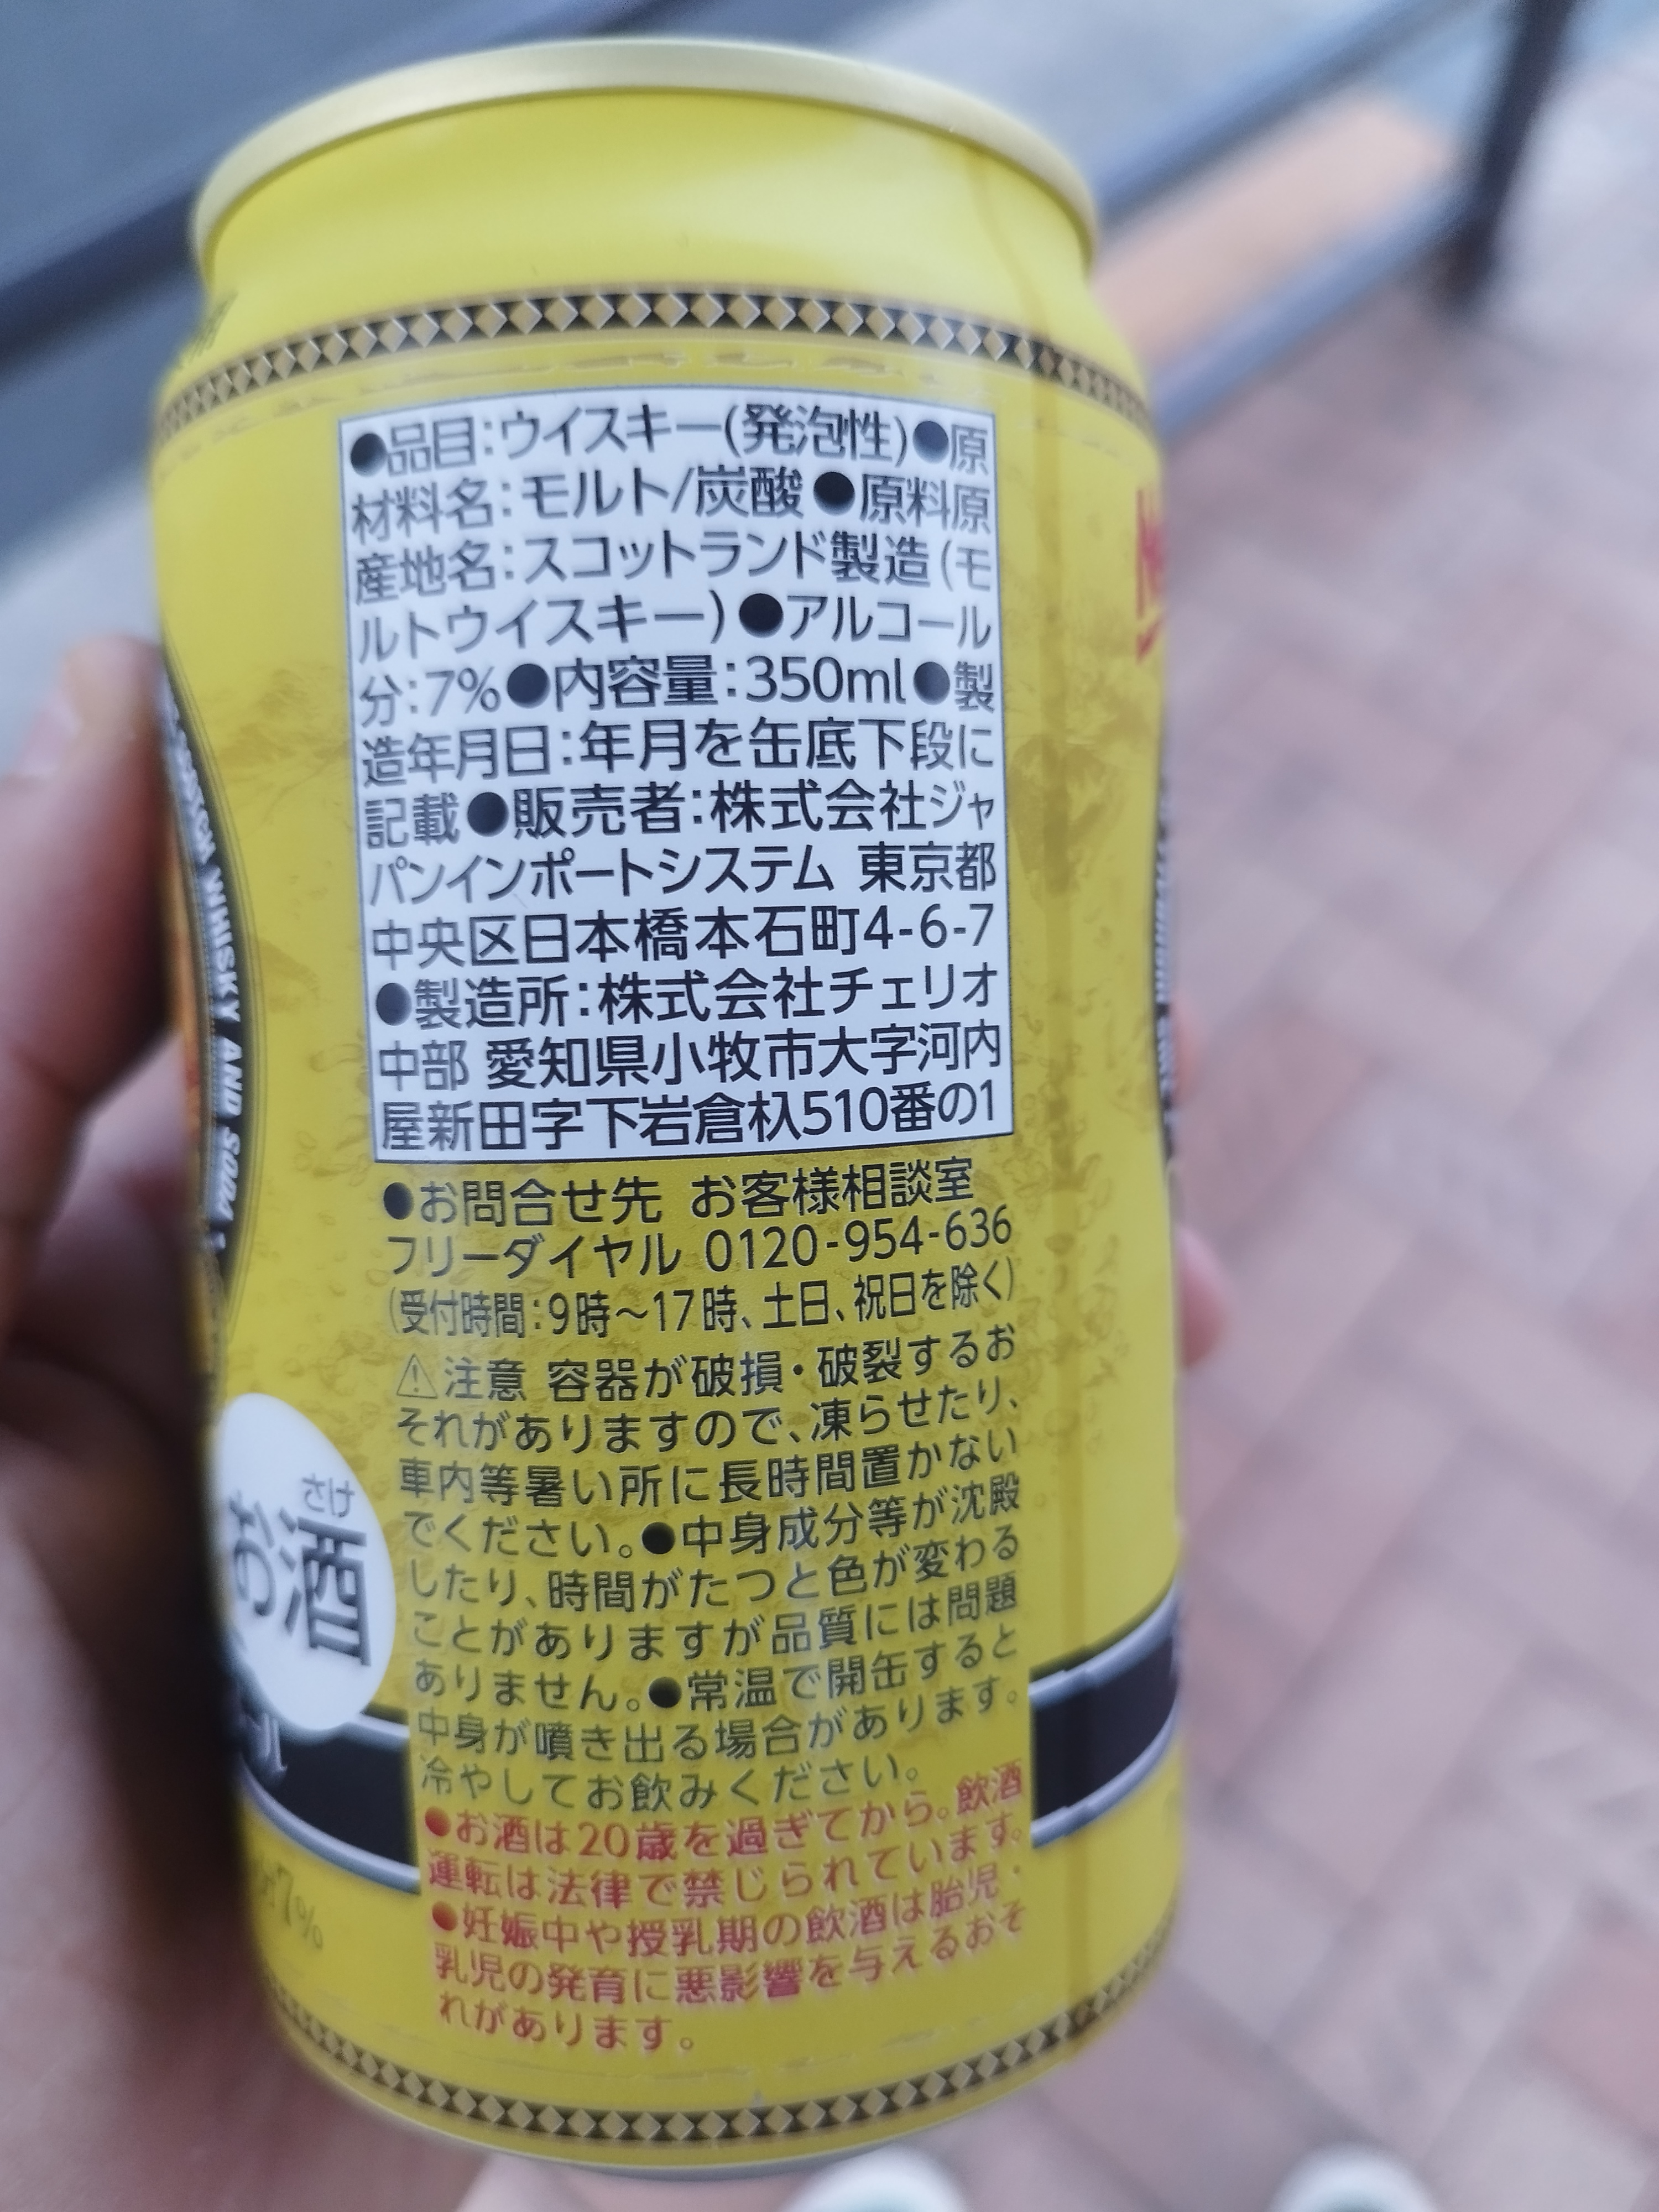 ●品目:ウイスキー(発泡性)●原
材料名:モルト/炭酸 ●原料原
産地名:スコットランド製造(モ
ルトウイスキー)●アルコール
分:7%●内容量:350ml●製
造年月日:年月を缶底下段に
記載●販売者:株式会社ジャ
パンインポートシステム 東京都
中央区日本橋本石町4-6-7
●製造所:株式会社チェリオ
中部 愛知県小牧市大字河内
屋新田字下岩倉杁510番の1
●お問合せ先 お客様相談室
フリーダイヤル 0120-954-636
(受付時間:9時~17時、土日、祝日を除く)
⚠注意 容器が破損・破裂するお
それがありますので、凍らせたり、
車内等暑い所に長時間置かない
でください。●中身成分等が沈殿
したり、時間がたつと色が変わる
ことがありますが品質には問題
ありません。●常温で開缶すると
中身が噴き出る場合があります。
冷やしてお飲みください。
●お酒は20歳を過ぎてから。飲酒
運転は法律で禁じられています。
●妊娠中や授乳期の飲酒は胎児・
乳児の発育に悪影響を与えるおそ
れがあります。
WHISKY AND SODA
さけ
お酒
ール
7%